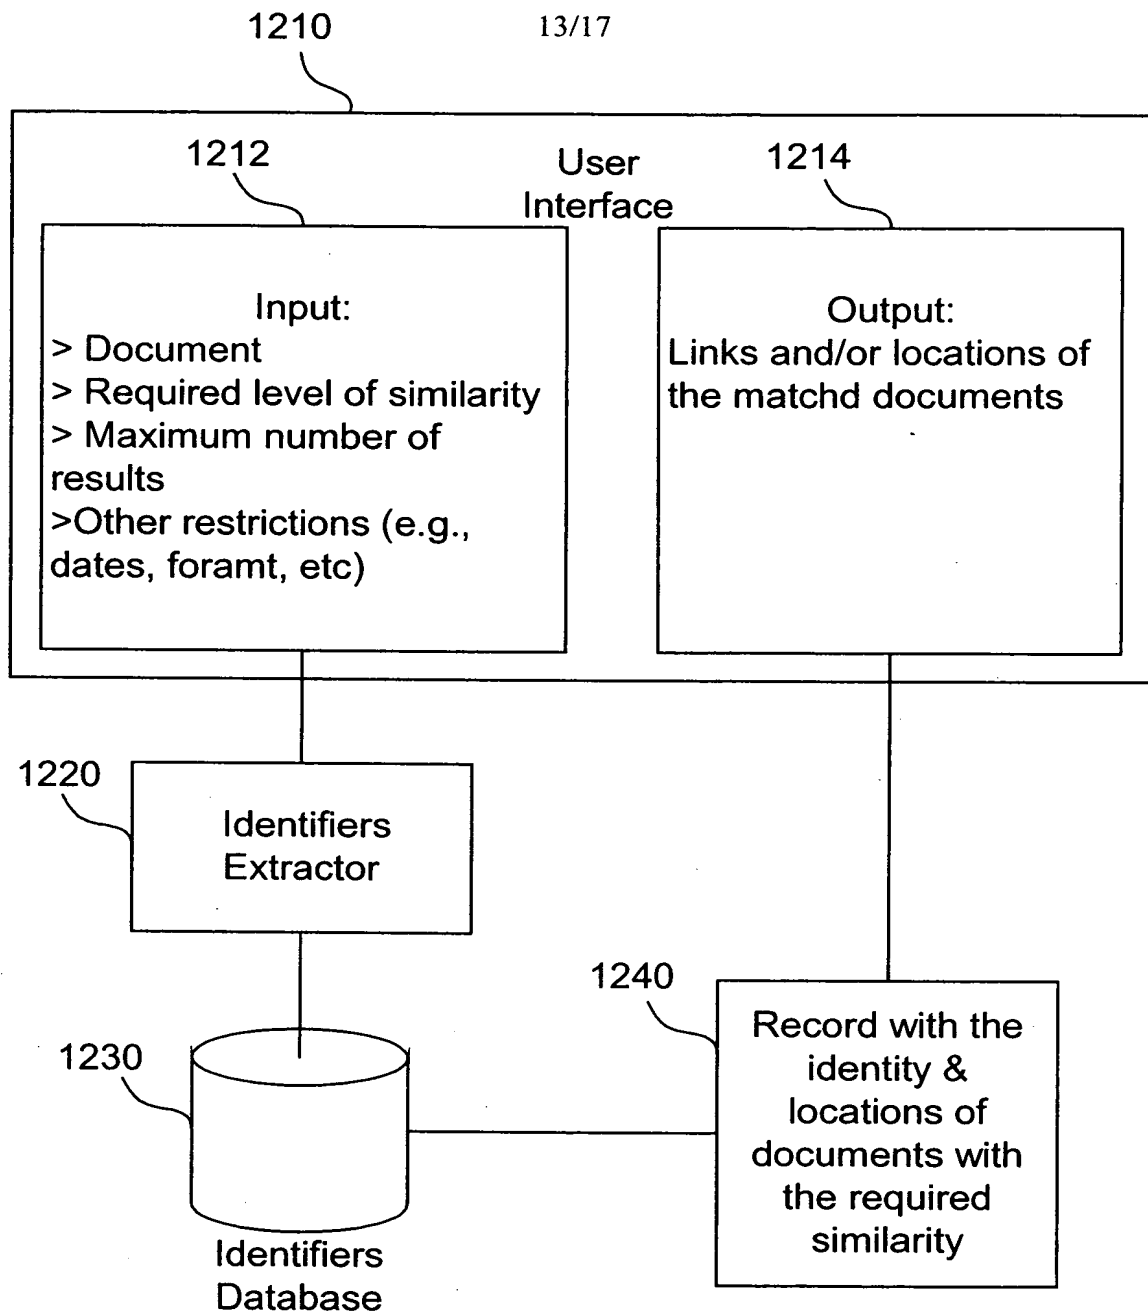 1210
13/17
1212
User
Interface
1214
Input:
> Document
> Required level of similarity
> Maximum number of
results
>Other restrictions (e.g.,
dates, foramt, etc)
Output:
Links and/or locations of
the matchd documents
1220
Identifiers
Extractor
1230
Identifiers
Database
1240
Record with the
identity &
locations of
documents with
the required
similarity